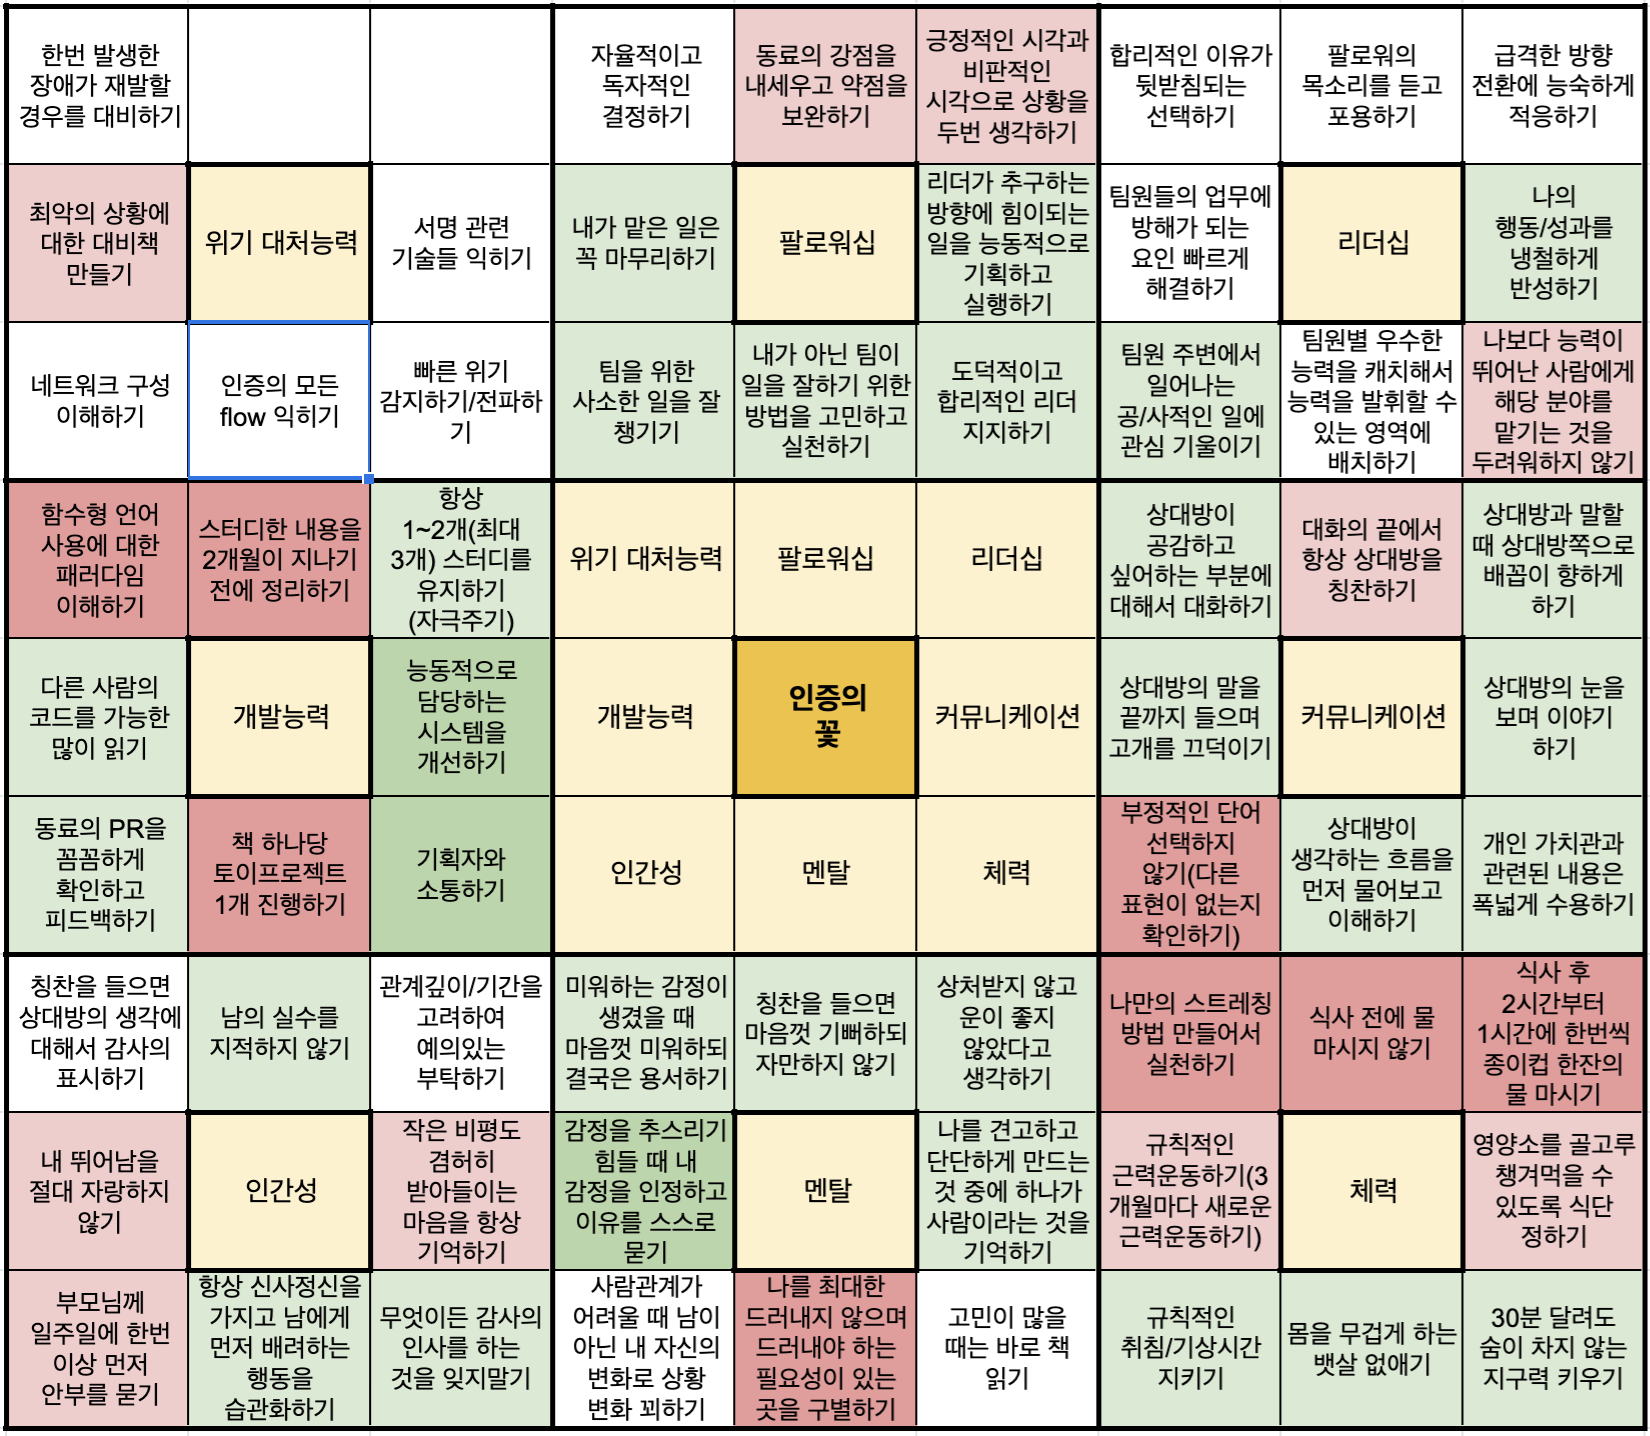 한번 발생한
장애가 재발할
경우를 대비하기
자율적이고
독자적인
결정하기
동료의 강점을
내세우고 약점을
보완하기
긍정적인 시각과
비판적인
시각으로 상황을
두번 생각하기
합리적인 이유가
뒷받침되는
선택하기
팔로워의
목소리를 듣고
포용하기
급격한 방향
전환에 능숙하게
적응하기
최악의 상황에
대한 대비책
만들기
위기 대처능력
서명 관련
기술들 익히기
내가 맡은 일은
꼭 마무리하기
팔로워십
리더가 추구하는
방향에 힘이되는
일을 능동적으로
기획하고
실행하기
팀원들의 업무에
방해가 되는
요인 빠르게
해결하기
리더십
나의
행동/성과를
냉철하게
반성하기
네트워크 구성
이해하기
인증의 모든
flow 익히기
빠른 위기
감지하기/전파하
기
팀을 위한
사소한 일을 잘
챙기기
내가 아닌 팀이
일을 잘하기 위한
방법을 고민하고
실천하기
도덕적이고
합리적인 리더
지지하기
팀원 주변에서
일어나는
공/사적인 일에
관심 기울이기
팀원별 우수한
능력을 캐치해서
능력을 발휘할 수
있는 영역에
배치하기
나보다 능력이
뛰어난 사람에게
해당 분야를
맡기는 것을
두려워하지 않기
함수형 언어
사용에 대한
패러다임
이해하기
스터디한 내용을
2개월이 지나기
전에 정리하기
항상
1~2개(최대
3개) 스터디를
유지하기
(자극주기)
위기 대처능력
팔로워십
리더십
상대방이
공감하고
싶어하는 부분에
대해서 대화하기
대화의 끝에서
항상 상대방을
칭찬하기
상대방과 말할
때 상대방쪽으로
배꼽이 향하게
하기
다른 사람의
코드를 가능한
많이 읽기
개발능력
능동적으로
담당하는
시스템을
개선하기
개발능력
인증의
꽃
커뮤니케이션
상대방의 말을
끝까지 들으며
고개를 끄덕이기
커뮤니케이션
상대방의 눈을
보며 이야기
하기
동료의 PR을
꼼꼼하게
확인하고
피드백하기
책 하나당
토이프로젝트
1개 진행하기
기획자와
소통하기
인간성
멘탈
체력
부정적인 단어
선택하지
않기(다른
표현이 없는지
확인하기)
상대방이
생각하는 흐름을
먼저 물어보고
이해하기
개인 가치관과
관련된 내용은
폭넓게 수용하기
칭찬을 들으면
상대방의 생각에
대해서 감사의
표시하기
남의 실수를
지적하지 않기
관계깊이/기간을
고려하여
예의있는
부탁하기
미워하는 감정이
생겼을 때
마음껏 미워하되
결국은 용서하기
칭찬을 들으면
마음껏 기뻐하되
자만하지 않기
상처받지 않고
운이 좋지
않았다고
생각하기
나만의 스트레칭
방법 만들어서
실천하기
식사 전에 물
마시지 않기
식사 후
2시간부터
1시간에 한번씩
종이컵 한잔의
물 마시기
내 뛰어남을
절대 자랑하지
않기
인간성
작은 비평도
겸허히
받아들이는
마음을 항상
기억하기
감정을 추스리기
힘들 때 내
감정을 인정하고
이유를 스스로
묻기
멘탈
나를 견고하고
단단하게 만드는
것 중에 하나가
사람이라는 것을
기억하기
규칙적인
근력운동하기(3
개월마다 새로운
근력운동하기)
체력
영양소를 골고루
챙겨먹을 수
있도록 식단
정하기
부모님께
일주일에 한번
이상 먼저
안부를 묻기
항상 신사정신을
가지고 남에게
먼저 배려하는
행동을
습관화하기
무엇이든 감사의
인사를 하는
것을 잊지말기
사람관계가
어려울 때 남이
아닌 내 자신의
변화로 상황
변화 꾀하기
나를 최대한
드러내지 않으며
드러내야 하는
필요성이 있는
곳을 구별하기
고민이 많을
때는 바로 책
읽기
규칙적인
취침/기상시간
지키기
몸을 무겁게 하는
뱃살 없애기
30분 달려도
숨이 차지 않는
지구력 키우기